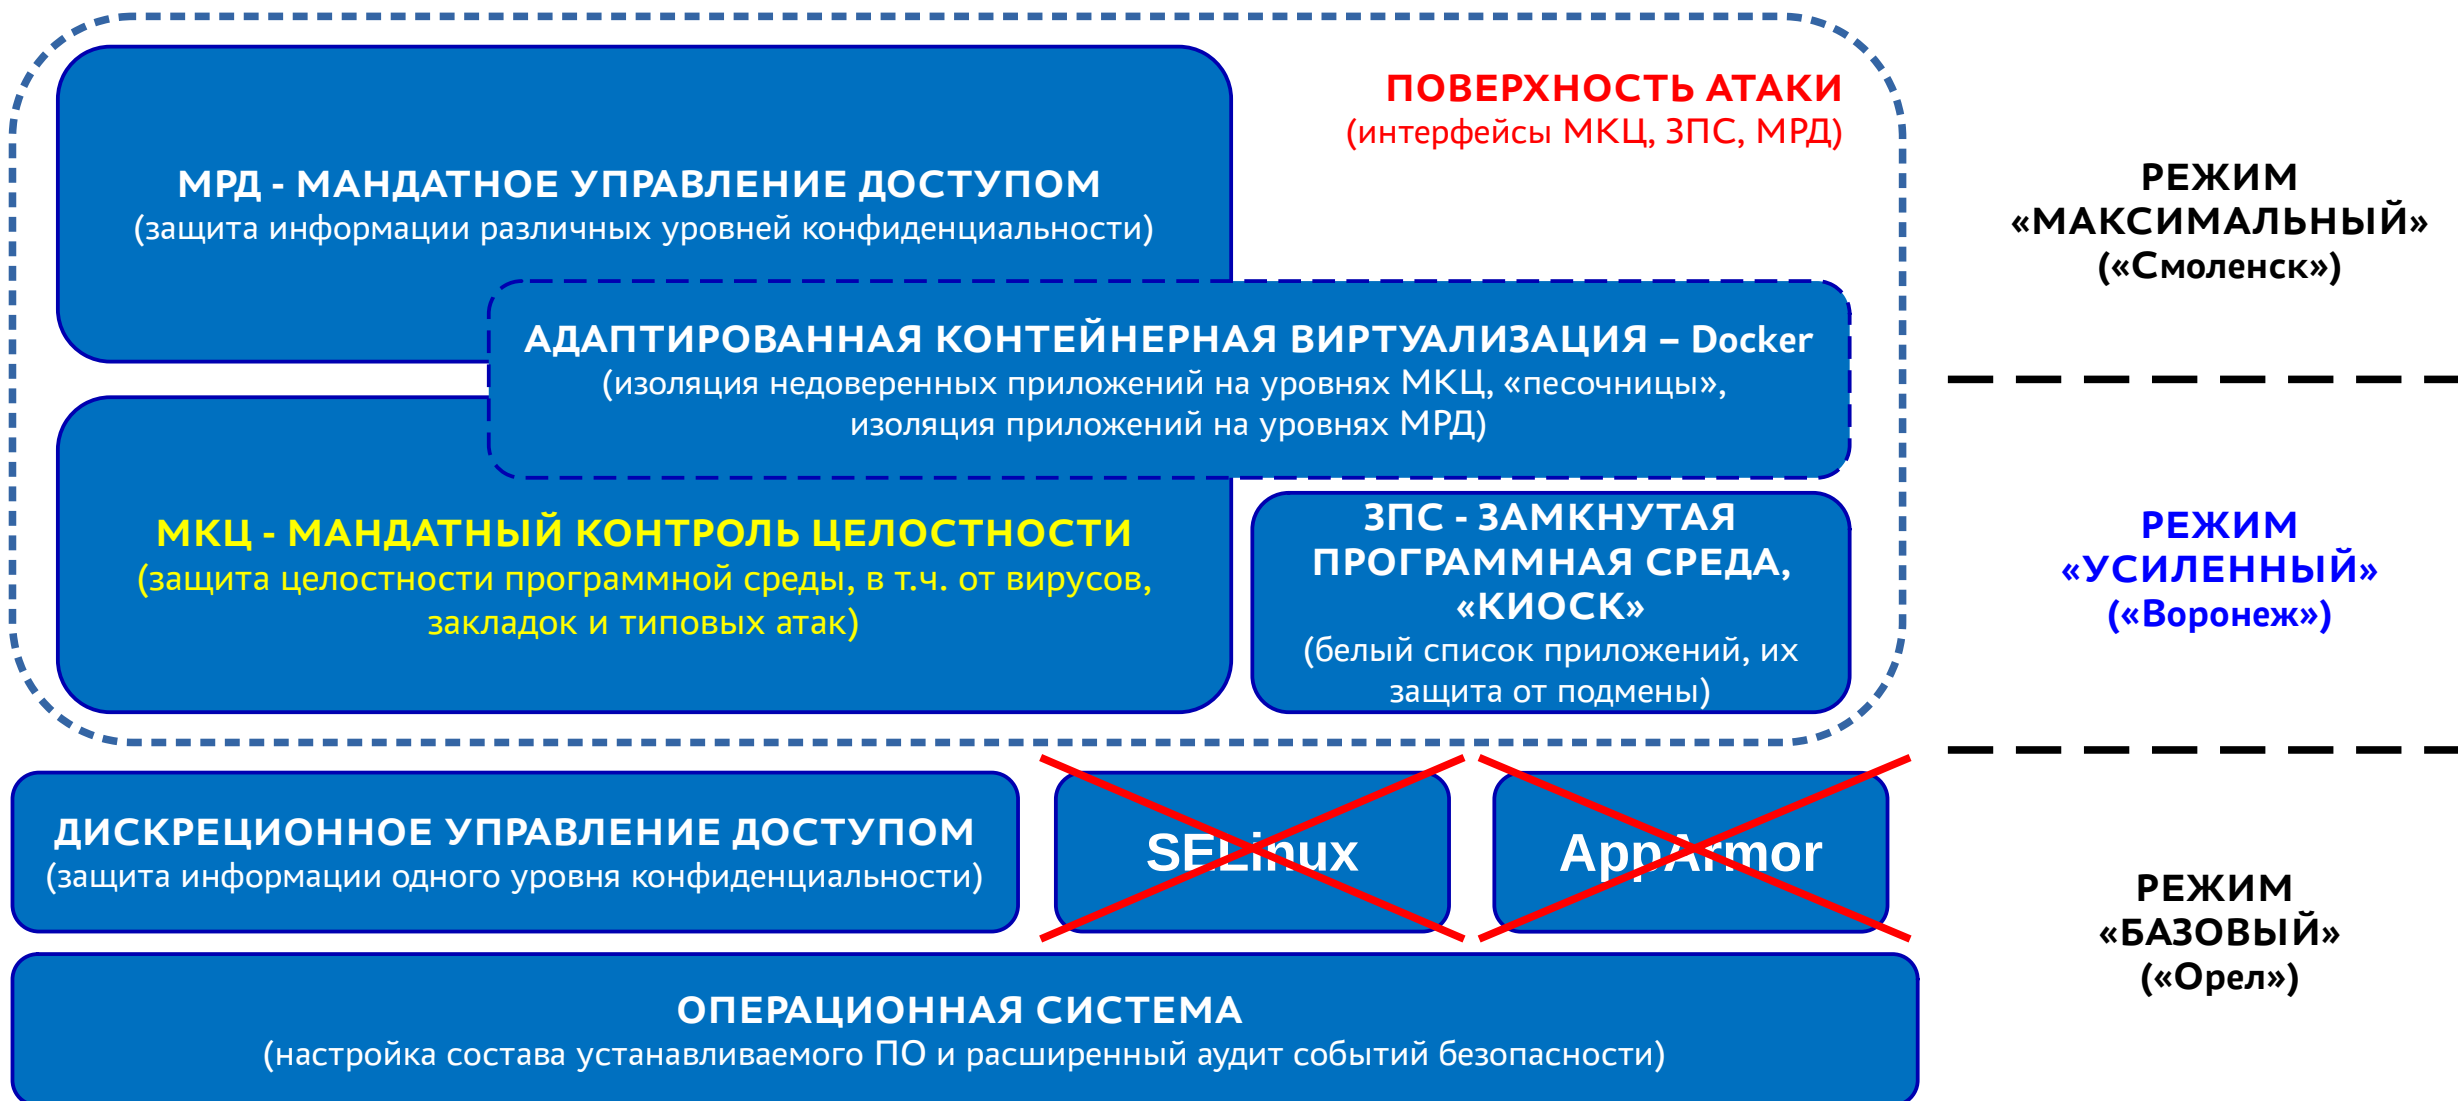 ПОВЕРХНОСТЬ АТАКИ
(интерфейсы МКЦ, ЗПС, МРД)
МРД - МАНДАТНОЕ УПРАВЛЕНИЕ ДОСТУПОМ
(защита информации различных уровней конфиденциальности)
РЕЖИМ
«МАКСИМАЛЬНЫЙ»
(«Смоленск»)
АДАПТИРОВАННАЯ КОНТЕЙНЕРНАЯ ВИРТУАЛИЗАЦИЯ – Docker
(изоляция недоверенных приложений на уровнях МКЦ, «песочницы»,
изоляция приложений на уровнях МРД)
МКЦ - МАНДАТНЫЙ КОНТРОЛЬ ЦЕЛОСТНОСТИ
(защита целостности программной среды, в т.ч. от вирусов,
закладок и типовых атак)
ЗПС - ЗАМКНУТАЯ
ПРОГРАММНАЯ СРЕДА,
«КИОСК»
(белый список приложений, их
защита от подмены)
РЕЖИМ
«УСИЛЕННЫЙ»
(«Воронеж»)
ДИСКРЕЦИОННОЕ УПРАВЛЕНИЕ ДОСТУПОМ
(защита информации одного уровня конфиденциальности)
SELinux
AppArmor
РЕЖИМ
«БАЗОВЫЙ»
(«Орел»)
ОПЕРАЦИОННАЯ СИСТЕМА
(настройка состава устанавливаемого ПО и расширенный аудит событий безопасности)